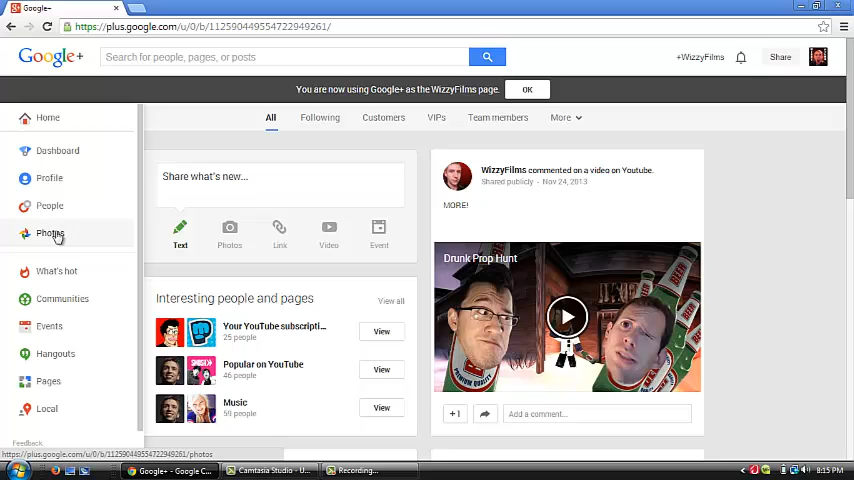 Google+
https://plus.google.com/u/0/b/112590448554722949261/
Google+
Search for people, pages, or posts
+WizzyFilms
Share
You are now using Google+ as the WizzyFilms page.
OK
Home
Dashboard
Profile
People
Photos
What's hot
Communities
Events
Hangouts
Pages
Local
Feedback
All
Following
Customers
VIPs
Team members
More
Share what's new...
Text
Photos
Link
Video
Event
Interesting people and pages
View all
Your YouTube subscripti...
25 people
View
Popular on YouTube
46 people
View
Music
59 people
View
WizzyFilms commented on a video on Youtube.
Shared publicly - Nov 24, 2013
MORE!
Drunk Prop Hunt
BEER
PREMIUM QUALITY
+1
Add a comment...
https://plus.google.com/u/0/b/112590448554722949261/photos
Google+ - Google C...
Camtasia Studio - U...
Recording...
8:15 PM